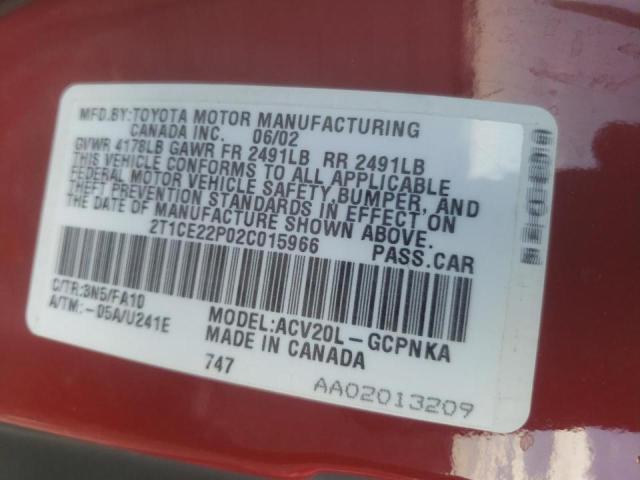 MFD.BY:TOYOTA MOTOR MANUFACTURING
CANADA INC. 06/02
GVWR 4178LB GAWR FR 2491LB RR 2491LB
THIS VEHICLE CONFORMS TO ALL APPLICABLE
FEDERAL MOTOR VEHICLE SAFETY,BUMPER, AND
THEFT PREVENTION STANDARDS IN EFFECT ON
THE DATE OF MANUFACTURE SHOWN ABOVE.
2T1CE22P02C015966 PASS.CAR
C/TR:3N5/FA10
A/TM:-05A/U241E
MODEL:ACV20L-GCPNKA
MADE IN CANADA
747
AA02013209